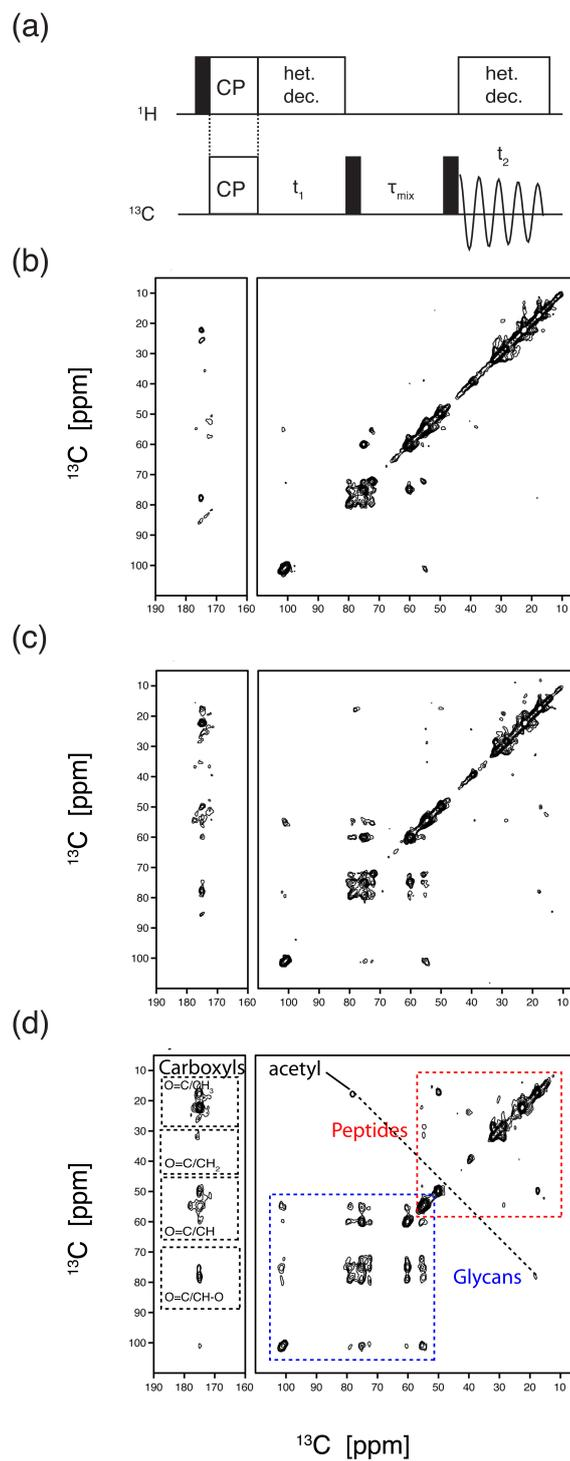 (a)
het.
dec.
het.
dec.
CP
¹H
t₂
CP
t₁
τmix
¹³C
(b)
10
20
30
40
50
60
70
80
90
100
¹³C [ppm]
190 180 170 160
100 90 80 70 60 50 40 30 20 10
(c)
10
20
30
40
50
60
70
80
90
100
¹³C [ppm]
190 180 170 160
100 90 80 70 60 50 40 30 20 10
(d)
Carboxyls
acetyl
O=C/CH₃
Peptides
O=C/CH₂
O=C/CH
Glycans
O=C/CH-O
10
20
30
40
50
60
70
80
90
100
¹³C [ppm]
190 180 170 160
100 90 80 70 60 50 40 30 20 10
¹³C [ppm]